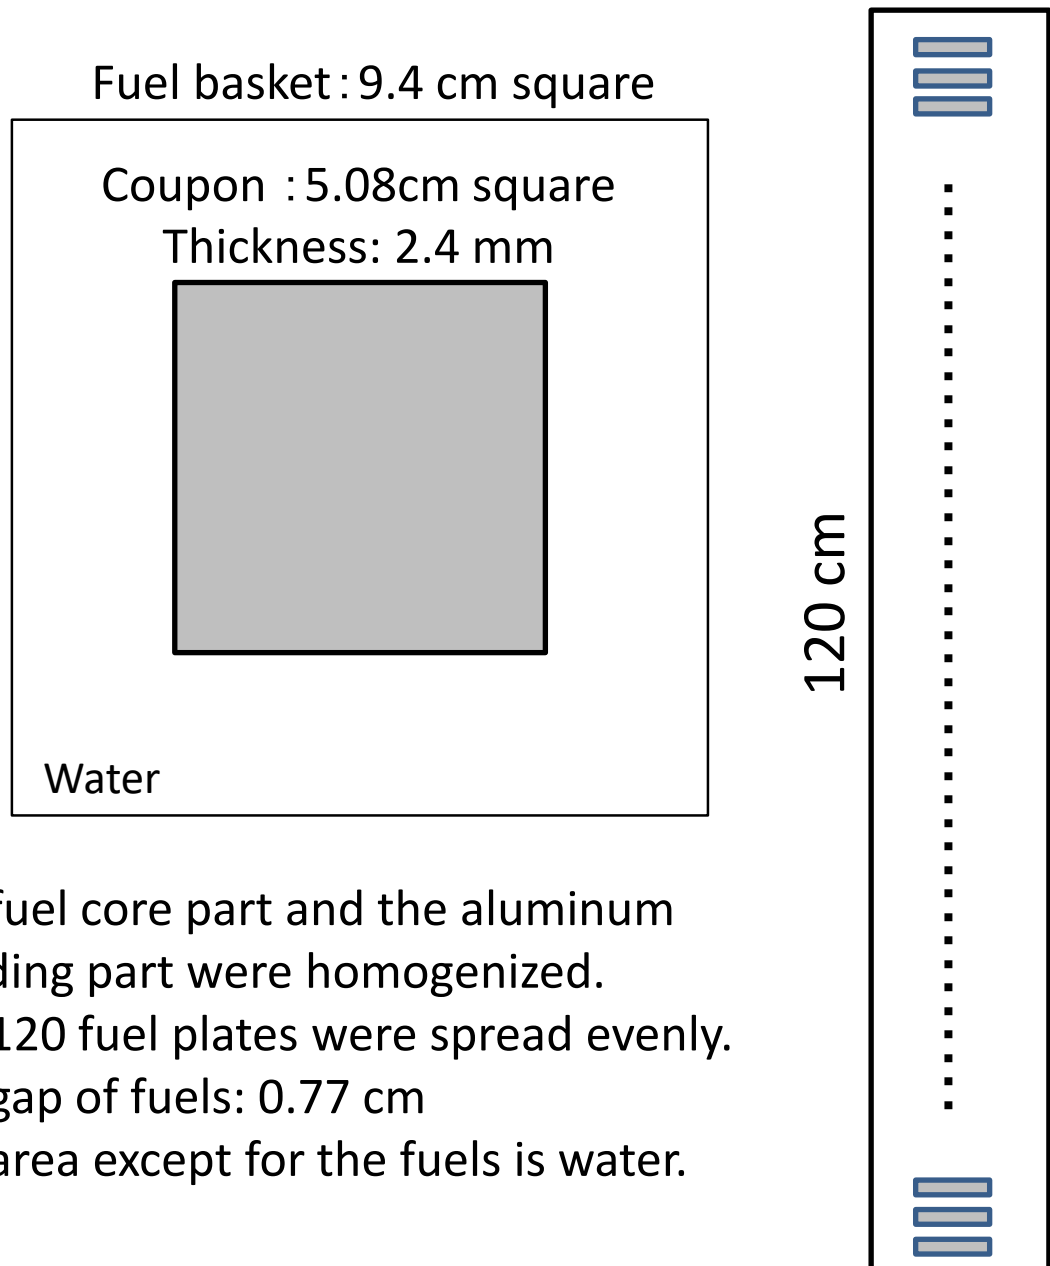 Fuel basket：9.4 cm square
Coupon ：5.08cm square
Thickness: 2.4 mm
Water
120 cm
fuel core part and the aluminum
ding part were homogenized.
120 fuel plates were spread evenly.
gap of fuels: 0.77 cm
area except for the fuels is water.